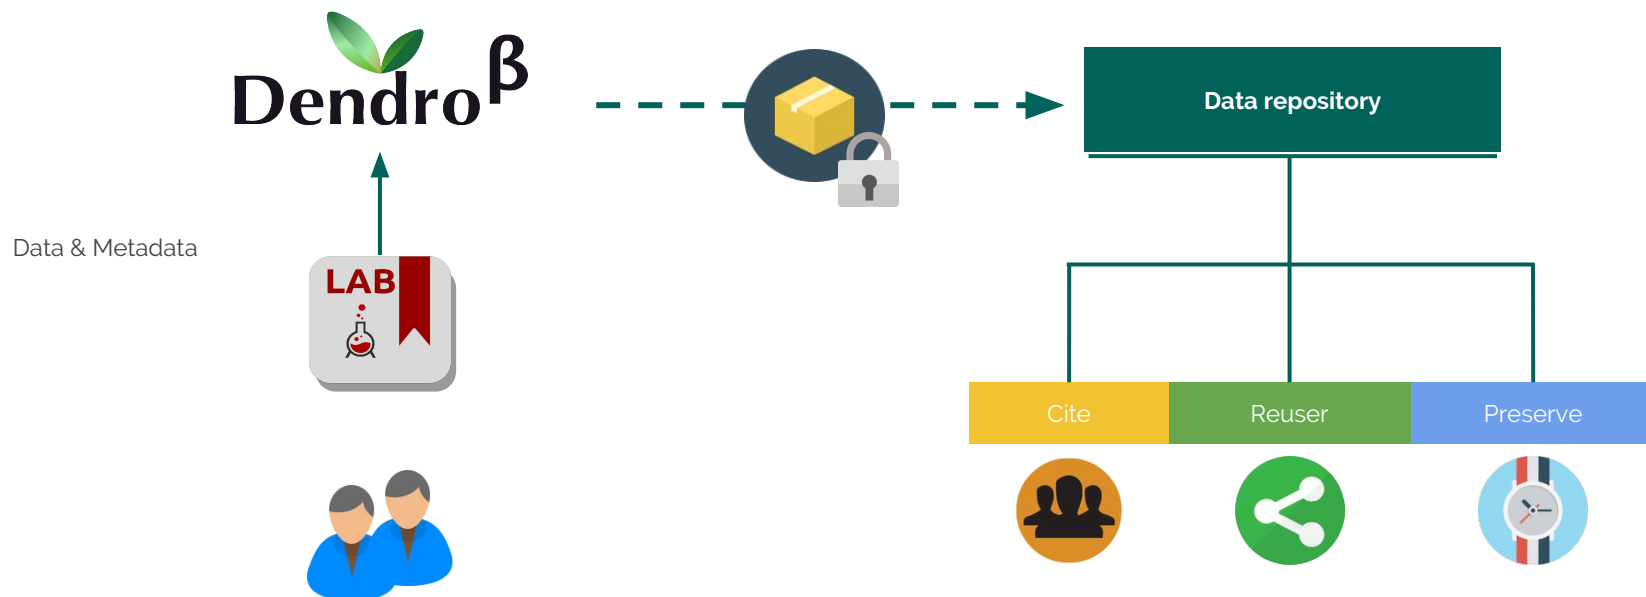 Dendro β
Data repository
Data & Metadata
LAB
Cite
Reuser
Preserve